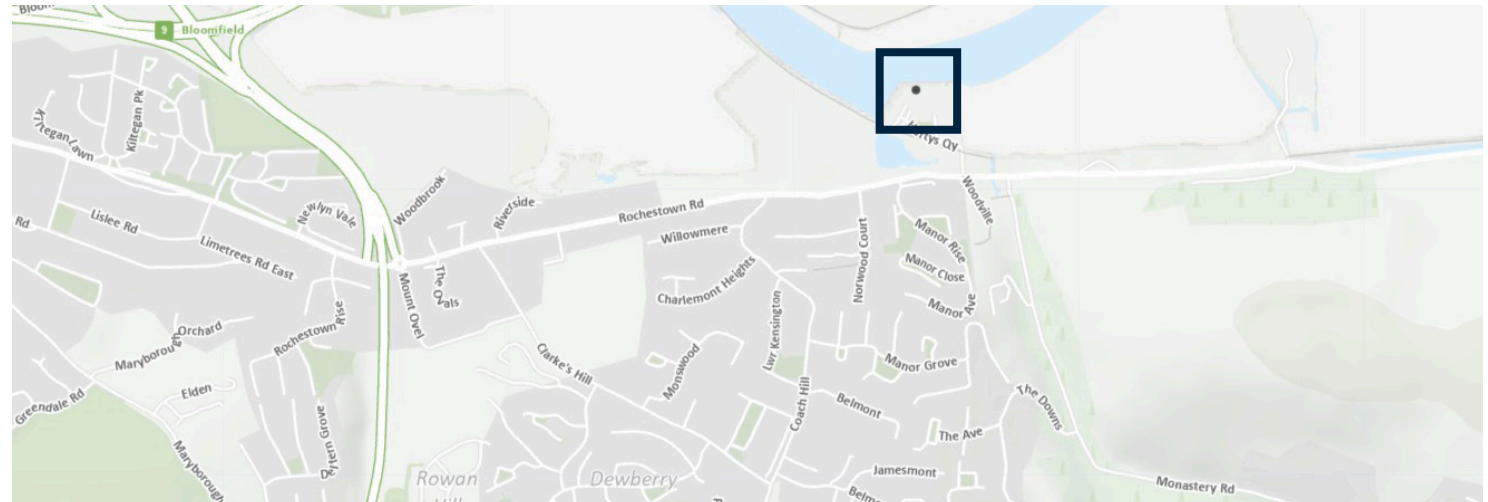 Bloom
9 Bloomfield
Kiltegan Pk
Kiltegan Lawn
Hartys Qy
Woodbrook
Riverside
Rochestown Rd
Woodville
Newlyn Vale
Lislee Rd
Rd
Willowmere
Limetrees Rd East
Norwood Court
Manor Rise
Manor Close
The Ovals
Charlemont Heights
Mount Ovel
Manor Ave
Lwr Kensington
Orchard
Maryborough
Rochestown Rise
Clarke's Hill
Monswood
Manor Grove
Elden
Greendale Rd
Coach Hill
Belmont
The Downs
The Ave
Maryborough
Rowan
Dewberry
Jamesmont
Monastery Rd